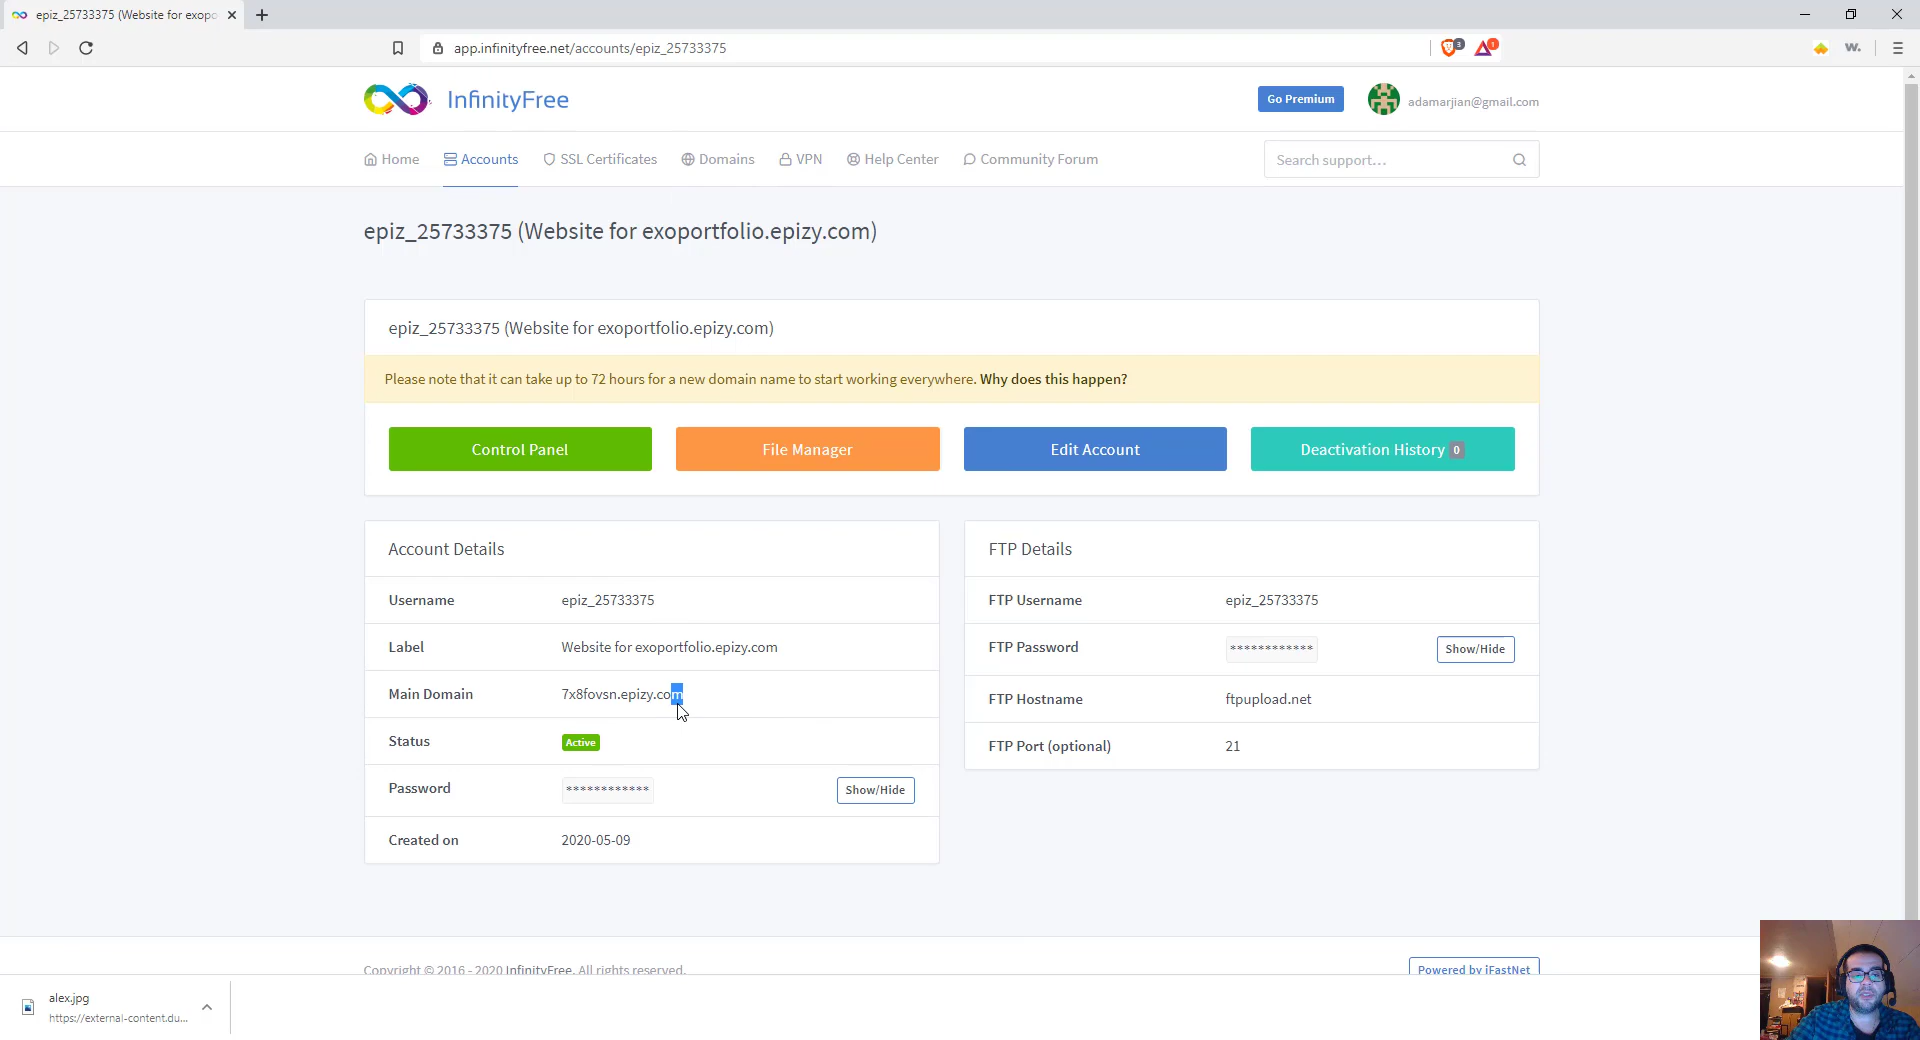 epiz_25733375 (Website for exopo
app.infinityfree.net/accounts/epiz_25733375
3
1
W.
InfinityFree
Go Premium
adamarjian@gmail.com
Home
Accounts
SSL Certificates
Domains
VPN
Help Center
Community Forum
Search support...
epiz_25733375 (Website for exoportfolio.epizy.com)
epiz_25733375 (Website for exoportfolio.epizy.com)
Please note that it can take up to 72 hours for a new domain name to start working everywhere. Why does this happen?
Control Panel
File Manager
Edit Account
Deactivation History 0
Account Details
Username epiz_25733375
Label Website for exoportfolio.epizy.com
Main Domain 7x8fovsn.epizy.com
Status Active
Password ************ Show/Hide
Created on 2020-05-09
FTP Details
FTP Username epiz_25733375
FTP Password ************ Show/Hide
FTP Hostname ftpupload.net
FTP Port (optional) 21
Copyright © 2016 - 2020 InfinityFree. All rights reserved.
Powered by iFastNet
alex.jpg
https://external-content.du...